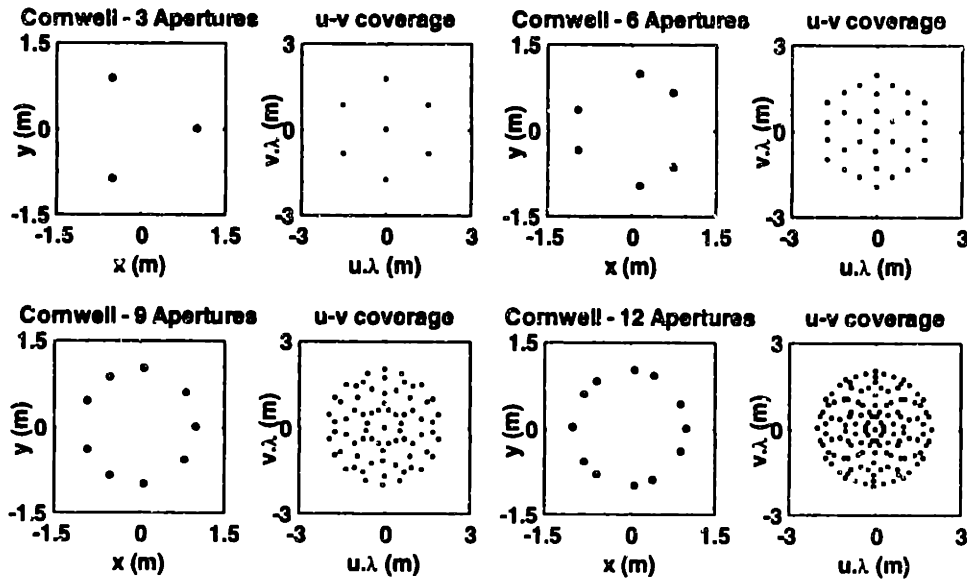 Cornwell - 3 Apertures
u-v coverage
Cornwell - 6 Apertures
u-v coverage
1.5
3
1.5
3
y (m)
0
v.λ (m)
0
y (m)
0
v.λ (m)
0
-1.5
-3
-1.5
-3
-1.5 0 1.5
-3 0 3
-1.5 0 1.5
-3 0 3
x (m)
u.λ (m)
x (m)
u.λ (m)
Cornwell - 9 Apertures
u-v coverage
Cornwell - 12 Apertures
u-v coverage
1.5
3
1.5
3
y (m)
0
v.λ (m)
0
y (m)
0
v.λ (m)
0
-1.5
-3
-1.5
-3
-1.5 0 1.5
-3 0 3
-1.5 0 1.5
-3 0 3
x (m)
u.λ (m)
x (m)
u.λ (m)